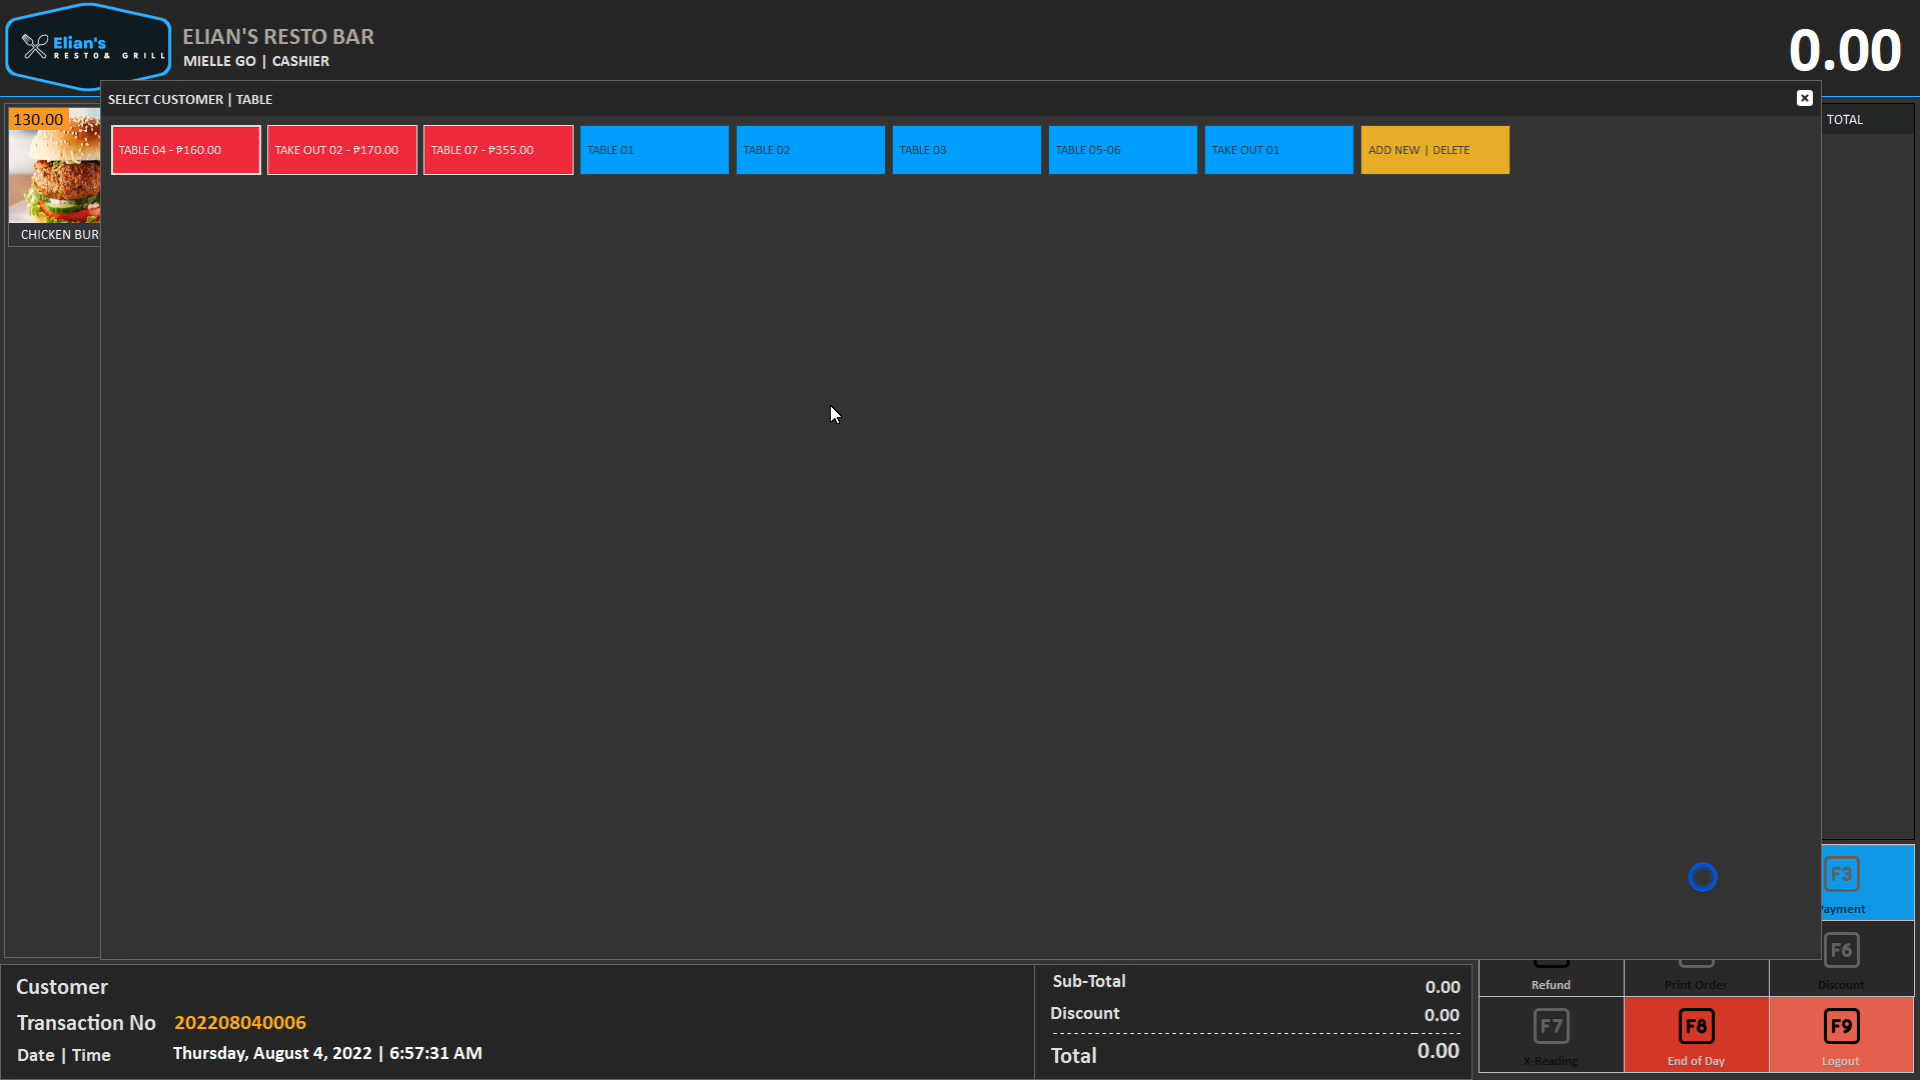 Elian's
RESTO & GRILL
ELIAN'S RESTO BAR
MIELLE GO | CASHIER
0.00
SELECT CUSTOMER | TABLE
130.00
CHICKEN BUR
TABLE 04 - ₱160.00
TAKE OUT 02 - ₱170.00
TABLE 07 - ₱355.00
TABLE 01
TABLE 02
TABLE 03
TABLE 05-06
TAKE OUT 01
ADD NEW | DELETE
TOTAL
F3
Payment
F6
Refund
Print Order
Discount
F7
F8
F9
X-Reading
End of Day
Logout
Customer
Transaction No 202208040006
Date | Time Thursday, August 4, 2022 | 6:57:31 AM
Sub-Total 0.00
Discount 0.00
Total 0.00